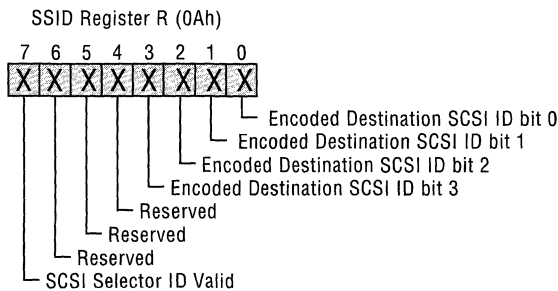 SSID Register R (0Ah)
7 6 5 4 3 2 1 0
X X X X X X X X
Encoded Destination SCSI ID bit 0
Encoded Destination SCSI ID bit 1
Encoded Destination SCSI ID bit 2
Encoded Destination SCSI ID bit 3
Reserved
Reserved
Reserved
SCSI Selector ID Valid